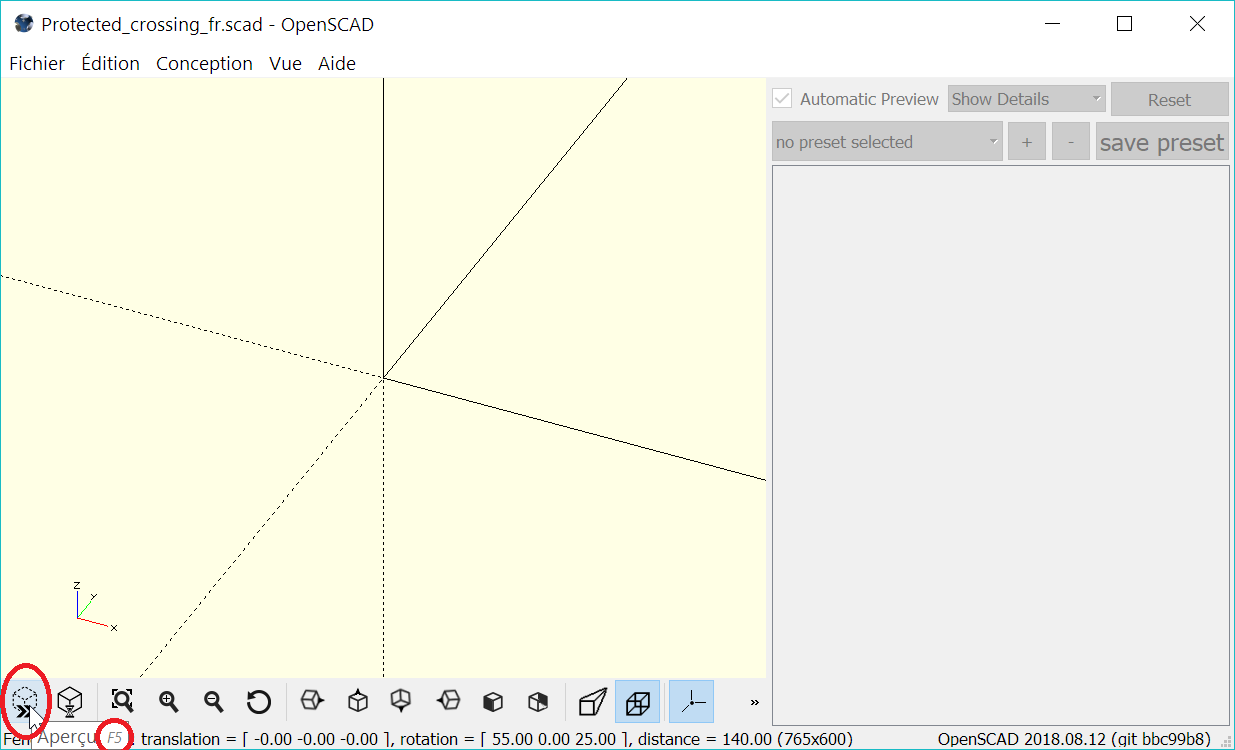 Protected_crossing_fr.scad - OpenSCAD
Fichier Édition Conception Vue Aide
Automatic Preview Show Details Reset
no preset selected + - save preset
z
y
x
»
Aperçu F5
translation = [ -0.00 -0.00 -0.00 ], rotation = [ 55.00 0.00 25.00 ], distance = 140.00 (765x600) OpenSCAD 2018.08.12 (git bbc99b8)